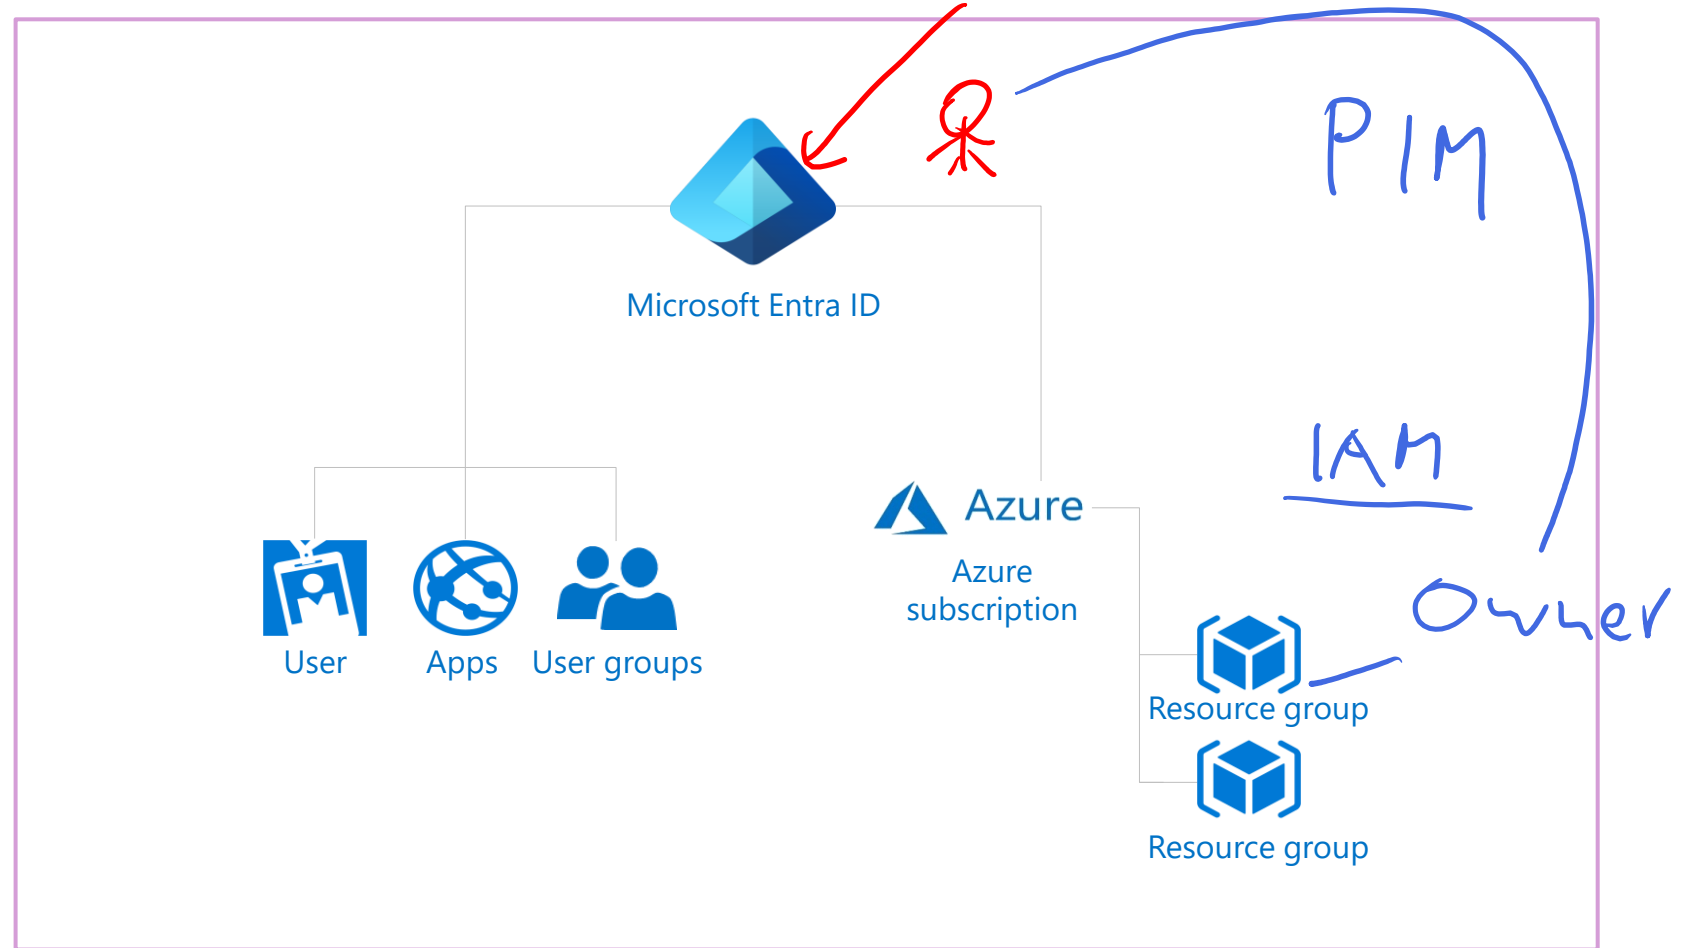 PIM
Microsoft Entra ID
IAM
Azure
Azure
subscription
Owner
User
Apps
User groups
Resource group
Resource group